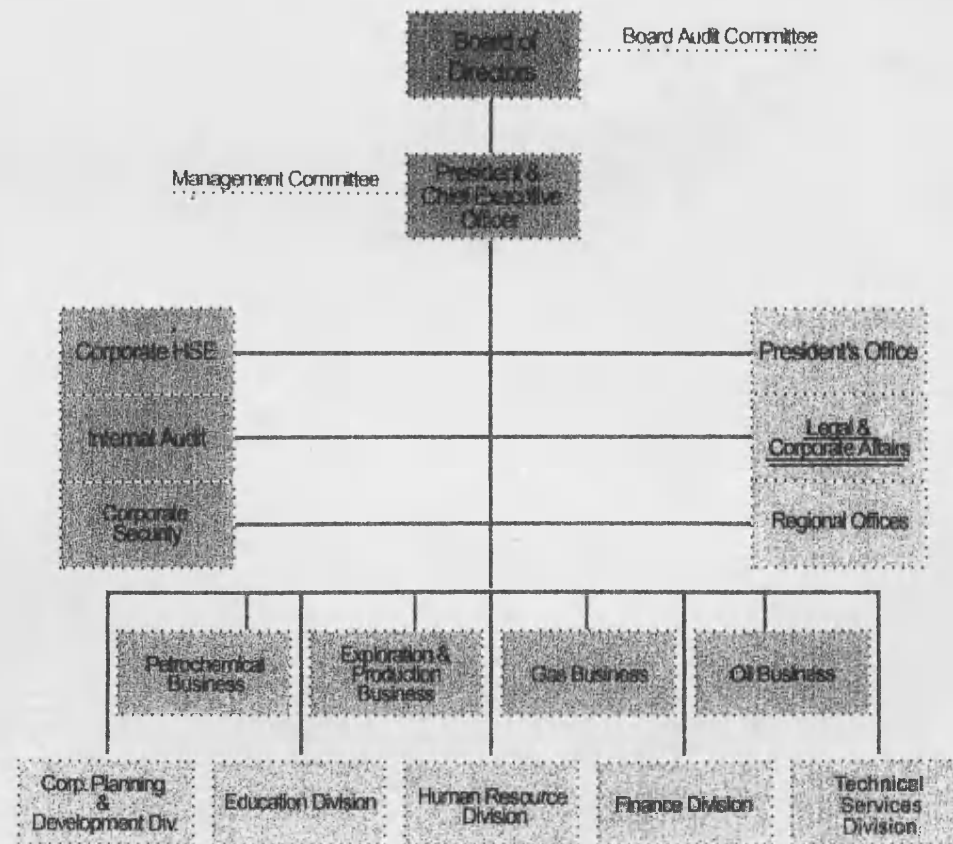 Board of
Directors
Board Audit Committee
Management Committee
President &
Chief Executive
Officer
Corporate HSE
President's Office
Internal Audit
Legal &
Corporate Affairs
Corporate
Security
Regional Offices
Petrochemical
Business
Exploration &
Production
Business
Gas Business
Oil Business
Corp. Planning
&
Development Div.
Education Division
Human Resource
Division
Finance Division
Technical
Services
Division